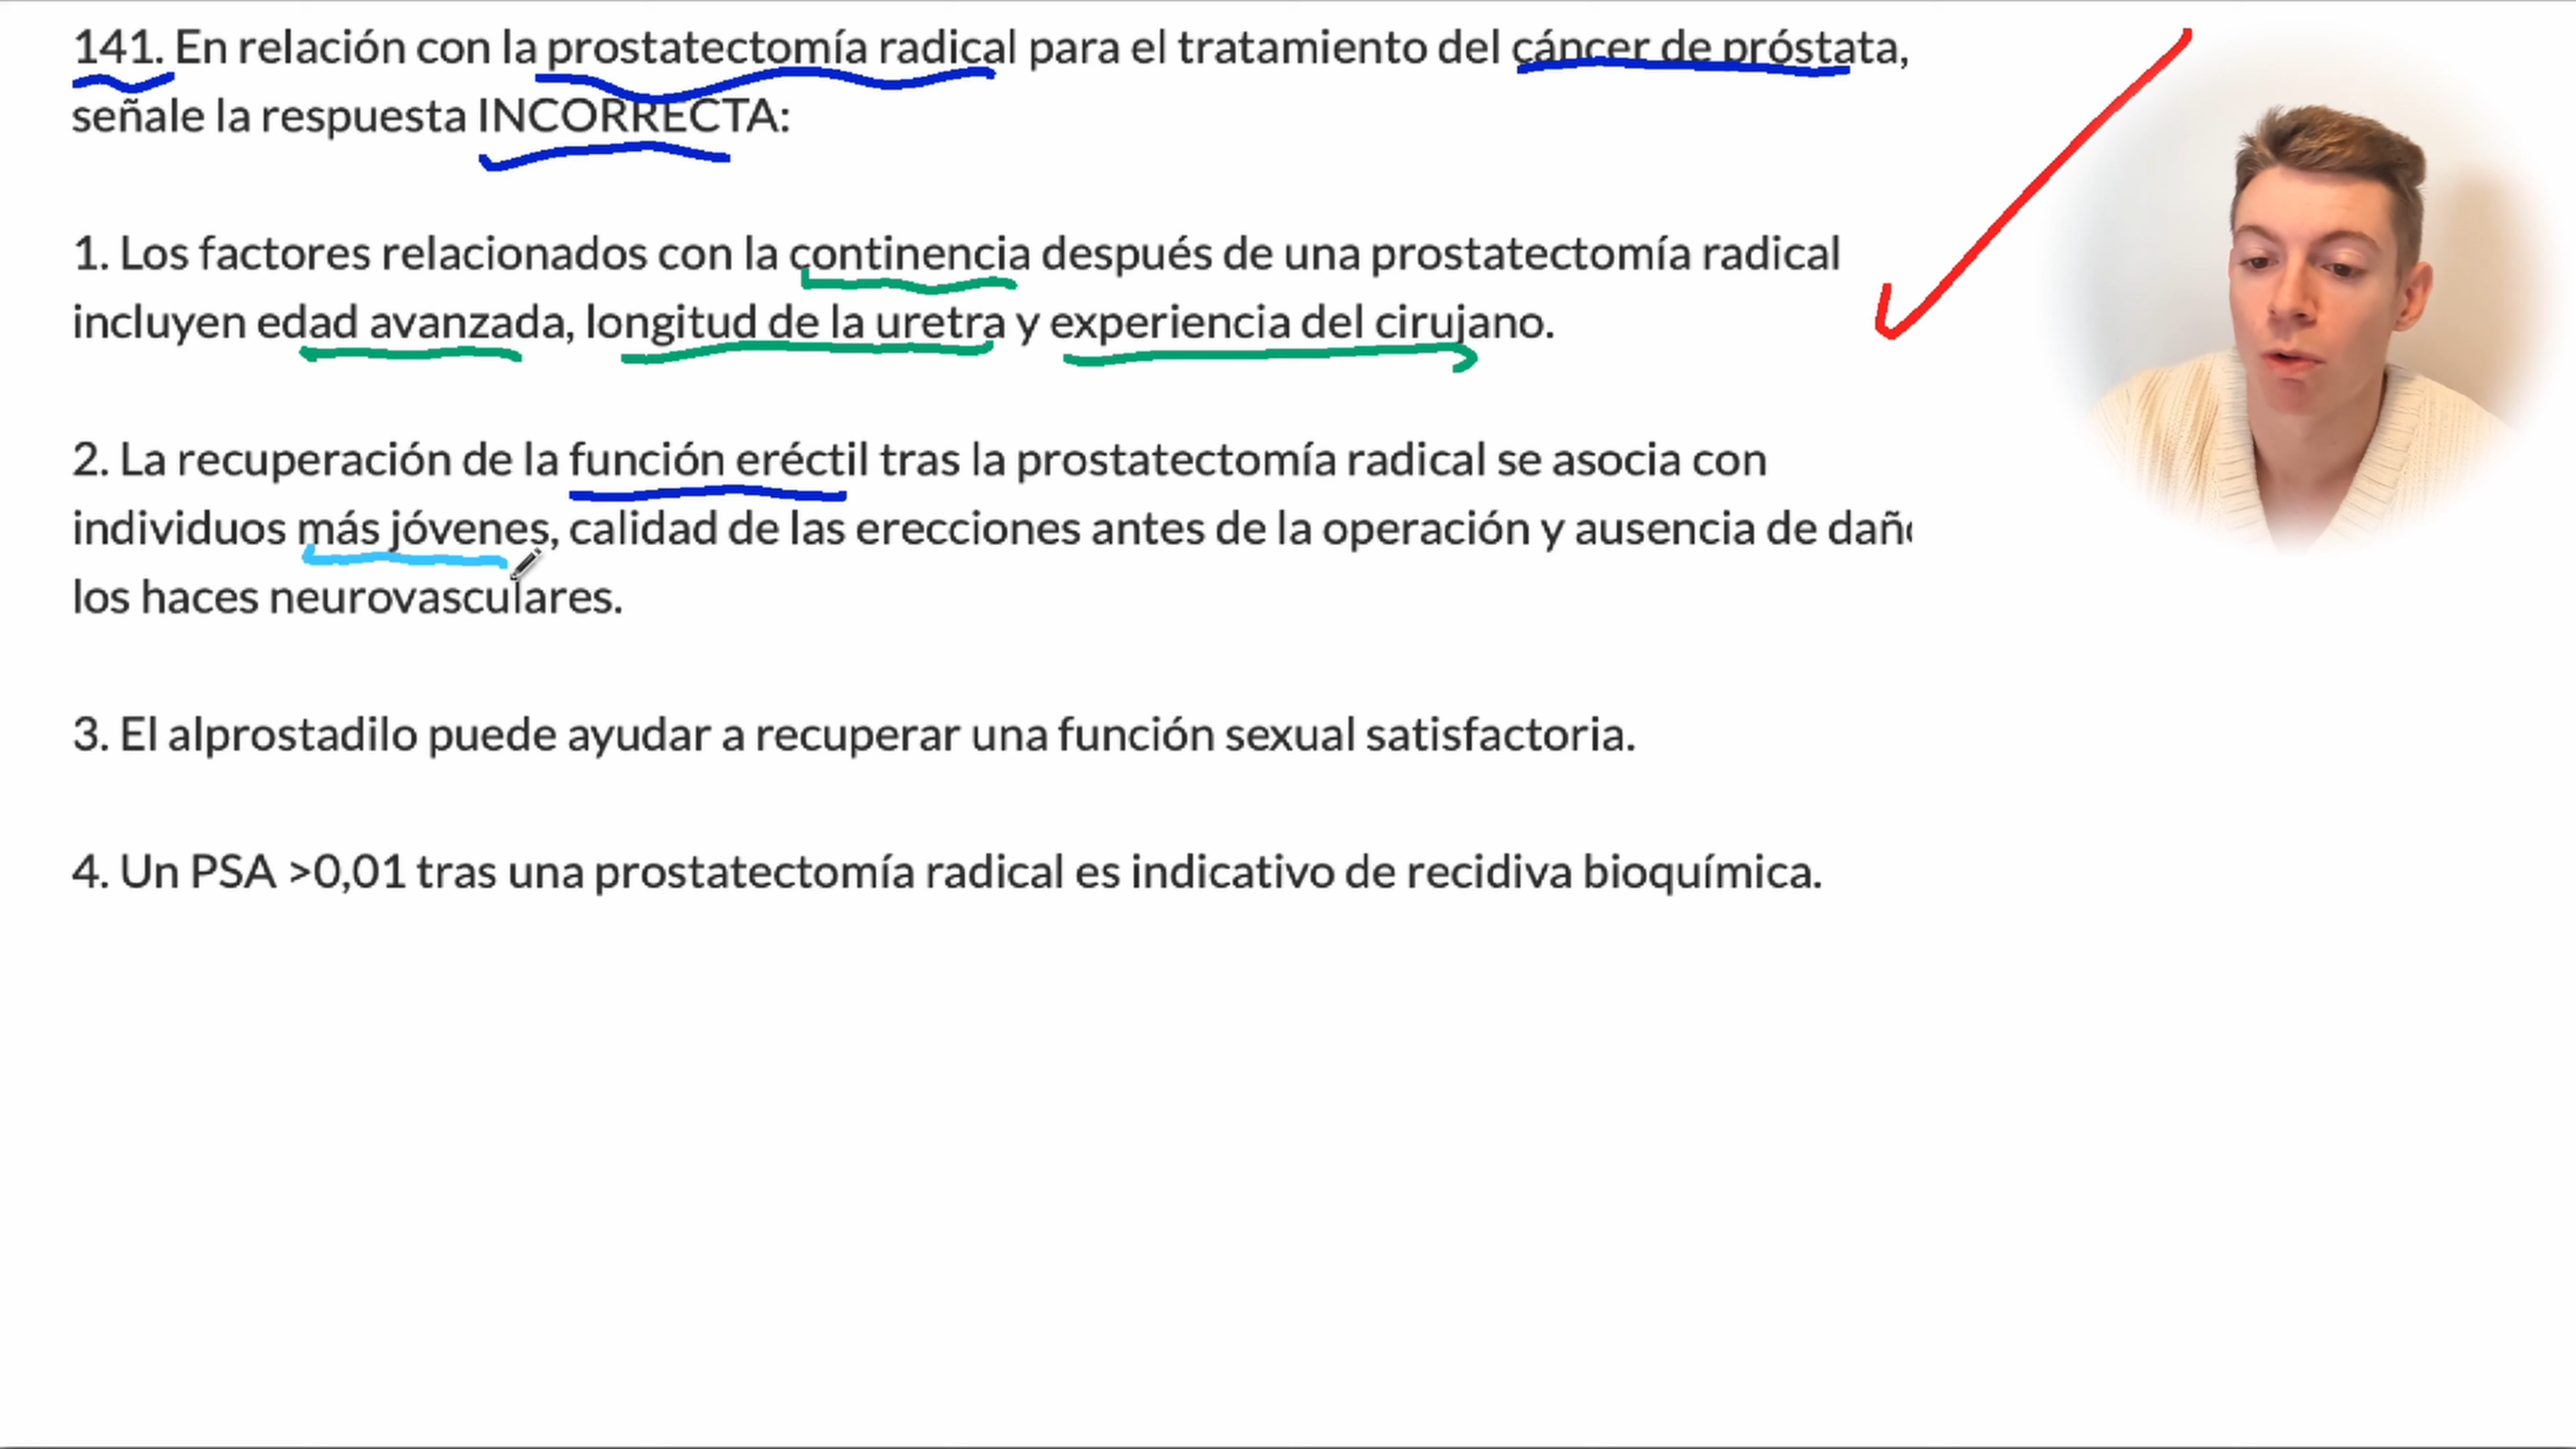 141. En relación con la prostatectomía radical para el tratamiento del cáncer de próstata,
señale la respuesta INCORRECTA:
1. Los factores relacionados con la continencia después de una prostatectomía radical
incluyen edad avanzada, longitud de la uretra y experiencia del cirujano.
2. La recuperación de la función eréctil tras la prostatectomía radical se asocia con
individuos más jóvenes, calidad de las erecciones antes de la operación y ausencia de
los haces neurovasculares.
3. El alprostadilo puede ayudar a recuperar una función sexual satisfactoria.
4. Un PSA >0,01 tras una prostatectomía radical es indicativo de recidiva bioquímica.